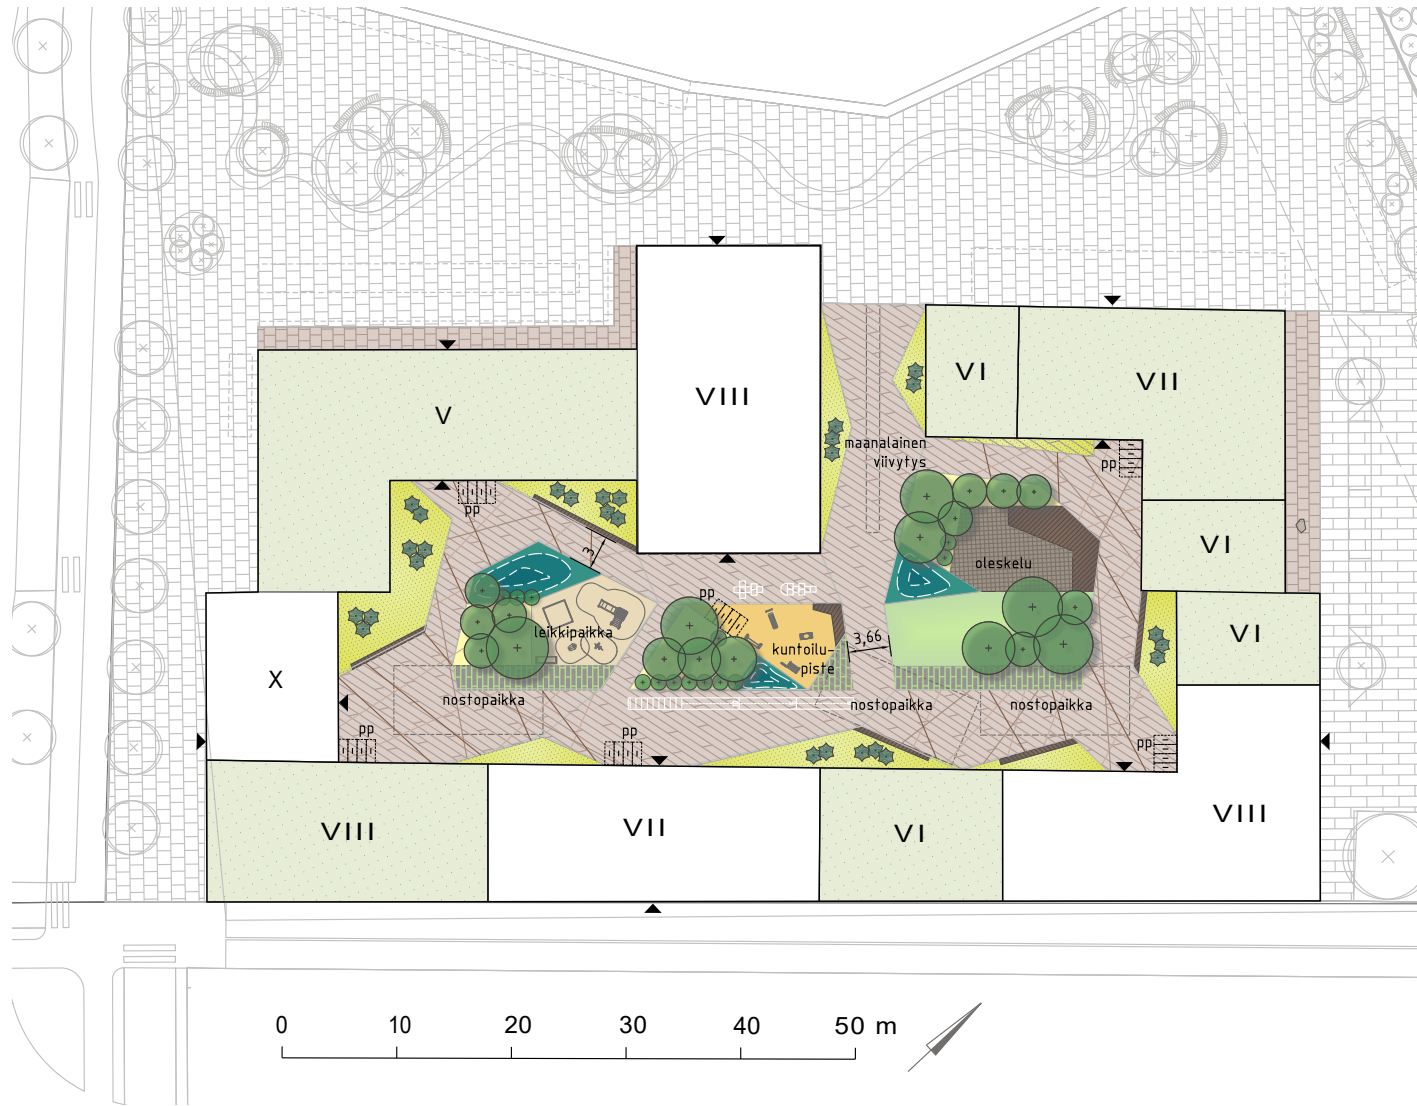 VIII
VI
VII
V
maanalainen
viivytys
pp
pp
3
oleskelu
VI
pp
leikkipaikka
3,66
kuntoilu-
piste
VI
X
nostopaikka
nostopaikka
nostopaikka
pp
pp
pp
VIII
VII
VI
VIII
0 10 20 30 40 50 m